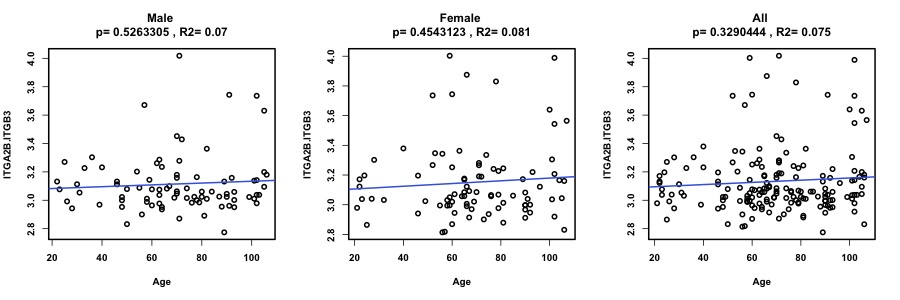 Male
p= 0.5263305 , R2= 0.07
ITGA2B.ITGB3
4.0
3.8
3.6
3.4
3.2
3.0
2.8
20 40 60 80 100
Age
Female
p= 0.4543123 , R2= 0.081
ITGA2B.ITGB3
4.0
3.8
3.6
3.4
3.2
3.0
2.8
20 40 60 80 100
Age
All
p= 0.3290444 , R2= 0.075
ITGA2B.ITGB3
4.0
3.8
3.6
3.4
3.2
3.0
2.8
20 40 60 80 100
Age